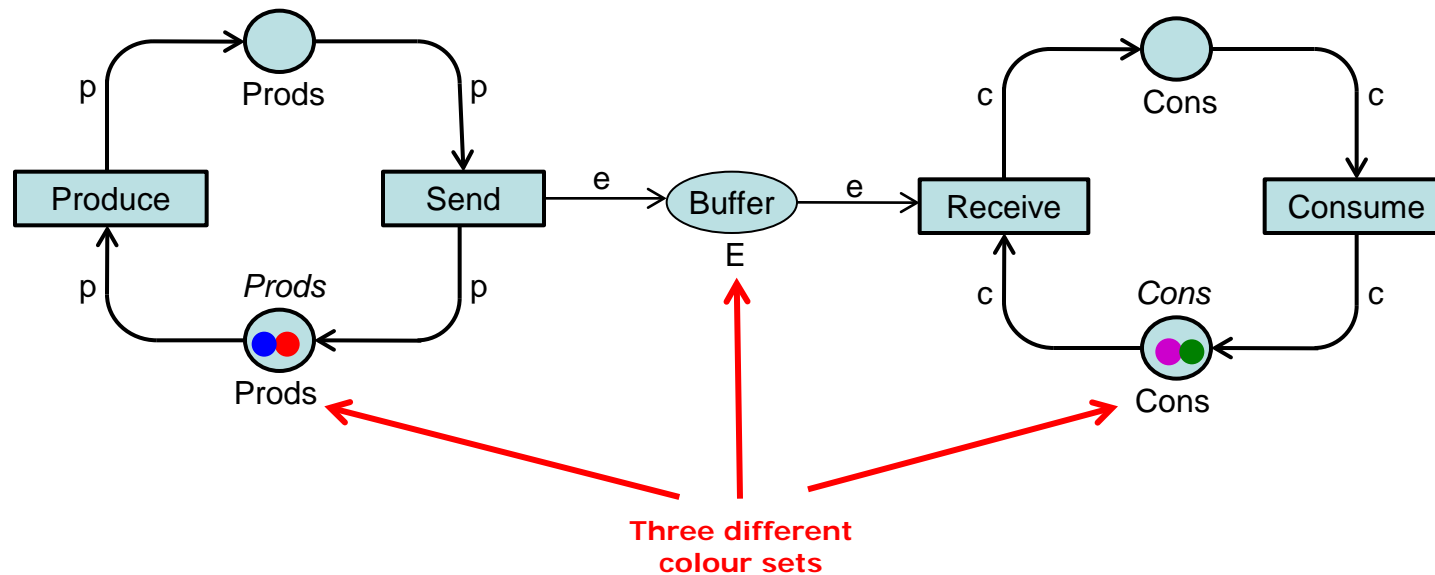 p
Prods
p
Produce
Send
e
Buffer
E
e
p
Prods
p
Prods
c
Cons
c
Receive
Consume
c
Cons
c
Cons
Three different
colour sets